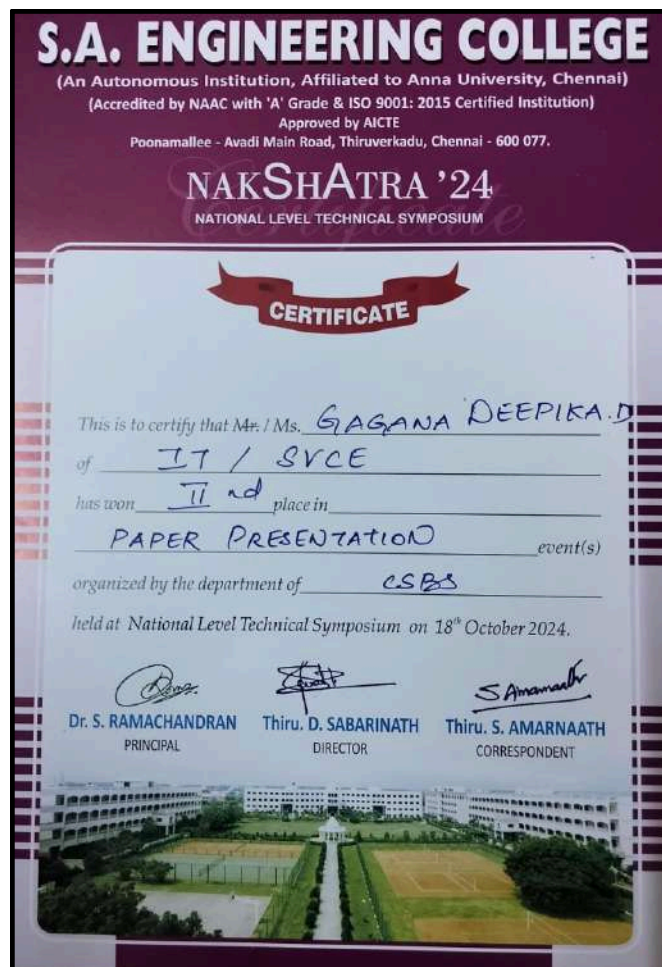 S.A. ENGINEERING COLLEGE
(An Autonomous Institution, Affiliated to Anna University, Chennai)
(Accredited by NAAC with 'A' Grade & ISO 9001: 2015 Certified Institution)
Approved by AICTE
Poonamallee - Avadi Main Road, Thiruverkadu, Chennai - 600 077.
Certificate
NAKSHATRA '24
NATIONAL LEVEL TECHNICAL SYMPOSIUM
CERTIFICATE
This is to certify that Mr. / Ms. GAGANA DEEPIKA.D
of IT / SVCE
has won II nd place in
PAPER PRESENTATION event(s)
organized by the department of CSBS
held at National Level Technical Symposium on 18th October 2024.
S Amarnaath
Dr. S. RAMACHANDRAN Thiru. D. SABARINATH Thiru. S. AMARNAATH
PRINCIPAL DIRECTOR CORRESPONDENT